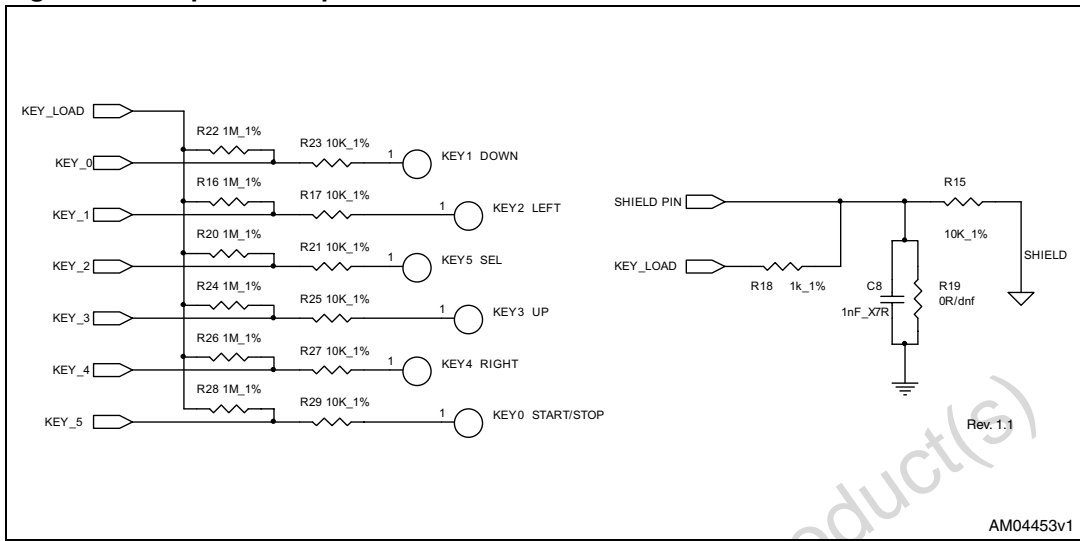 KEY_LOAD
R22 1M_1%
R23 10K_1%
KEY_0
1
KEY1 DOWN
R16 1M_1%
R17 10K_1%
KEY_1
1
KEY2 LEFT
R20 1M_1%
R21 10K_1%
KEY_2
1
KEY5 SEL
R24 1M_1%
R25 10K_1%
KEY_3
1
KEY3 UP
R26 1M_1%
R27 10K_1%
KEY_4
1
KEY4 RIGHT
R28 1M_1%
R29 10K_1%
KEY_5
1
KEY0 START/STOP
SHIELD PIN
R15
10K_1%
SHIELD
KEY_LOAD
R18 1k_1%
C8
1nF_X7R
R19
0R/dnf
Rev. 1.1
oduct(s)
AM04453v1